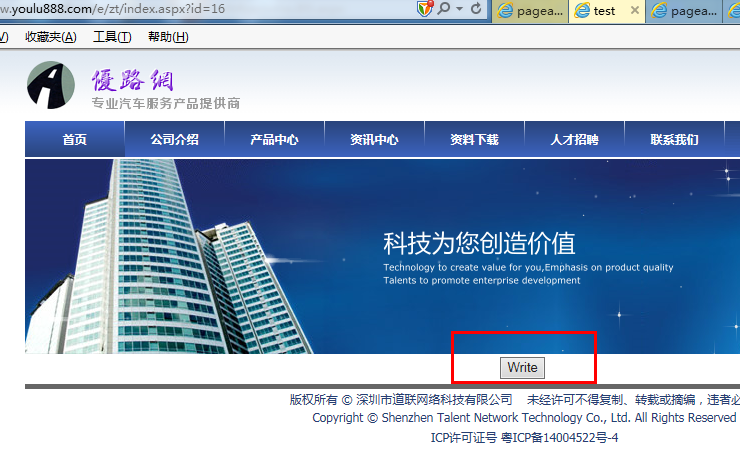 w.youlu888.com/e/zt/index.aspx?id=16
pagea...
test
pagea...
V)
收藏夹(A)
工具(T)
帮助(H)
優路網
专业汽车服务产品提供商
首页
公司介绍
产品中心
资讯中心
资料下载
人才招聘
联系我们
科技为您创造价值
Technology to create value for you,Emphasis on product quality
Talents to promote enterprise development
Write
版权所有 © 深圳市道联网络科技有限公司 未经许可不得复制、转载或摘编，违者必
Copyright © Shenzhen Talent Network Technology Co., Ltd. All Rights Reserved
ICP许可证号 粤ICP备14004522号-4